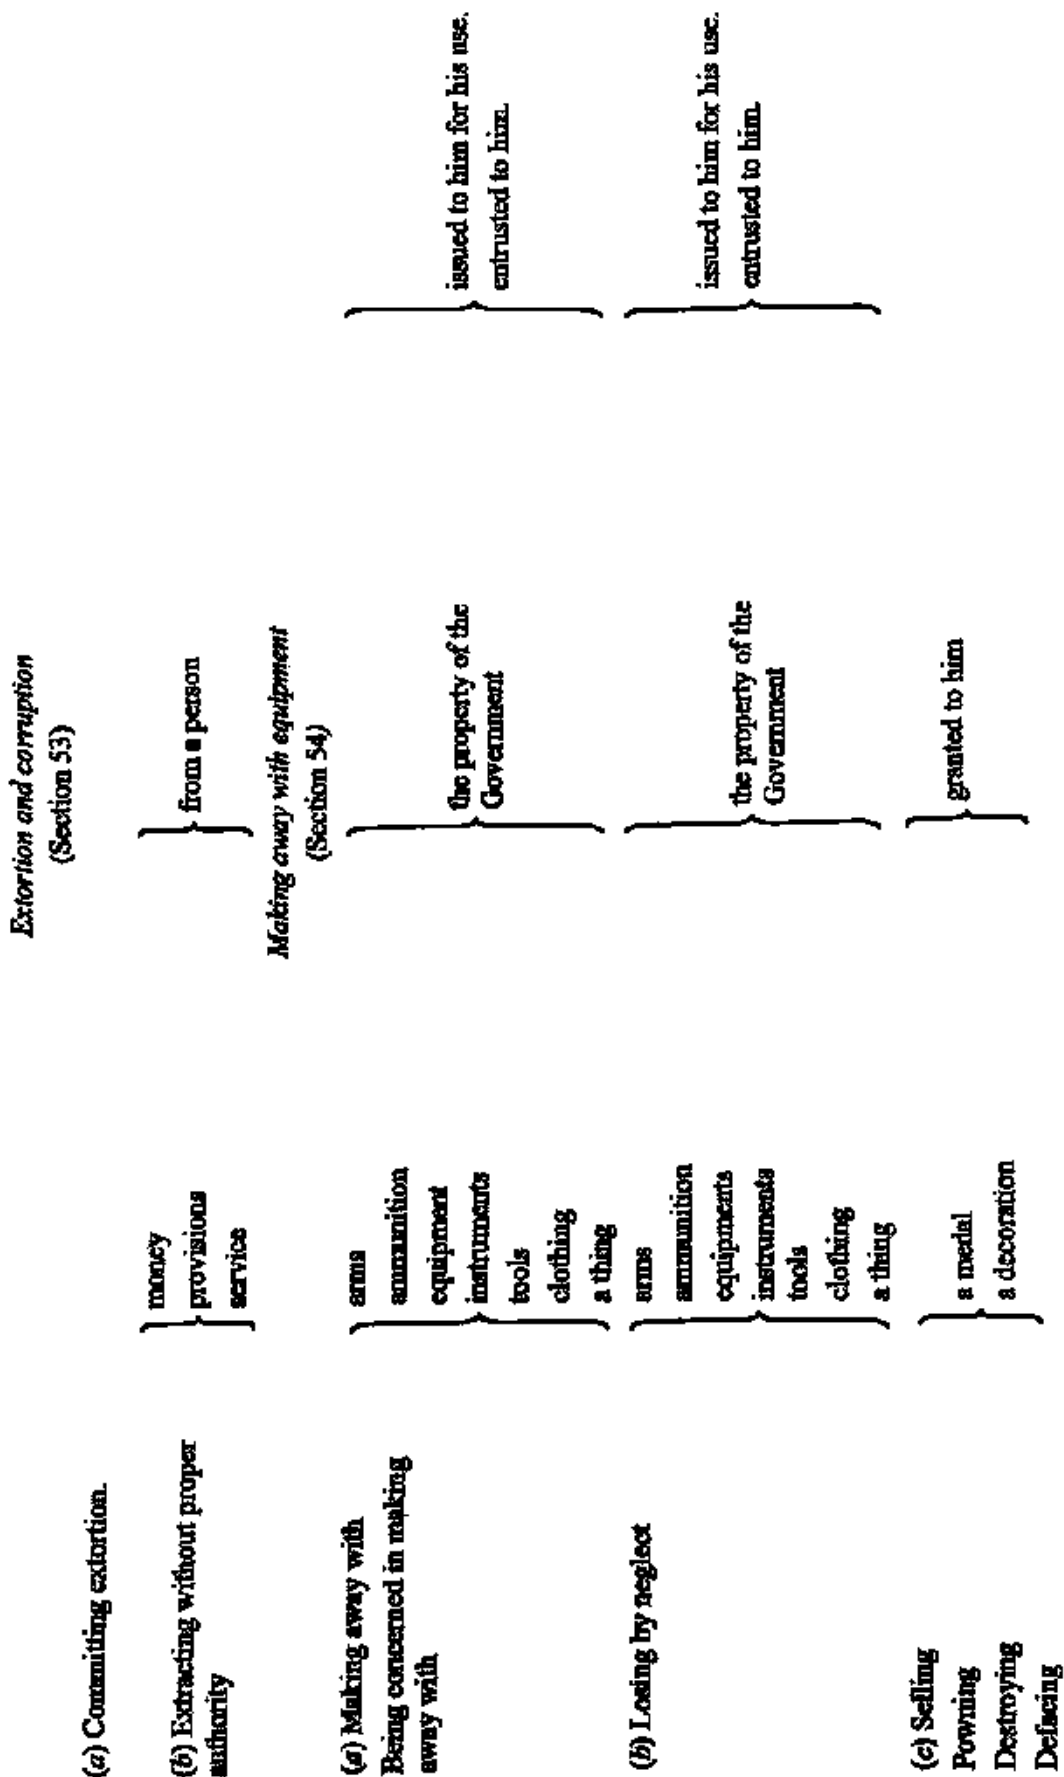 Extortion and corruption
(Section 53)
(a) Committing extortion.
(b) Extracting without proper
authority
money
provisions
service
from a person
Making away with equipment
(Section 54)
(a) Making away with
Being concerned in making
away with
arms
ammunition
equipment
instruments
tools
clothing
a thing
the property of the
Government
issued to him for his use.
entrusted to him.
(b) Losing by neglect
arms
ammunition
equipments
instruments
tools
clothing
a thing
the property of the
Government
issued to him for his use.
entrusted to him.
(c) Selling
Powning
Destroying
Defacing
a medal
a decoration
granted to him